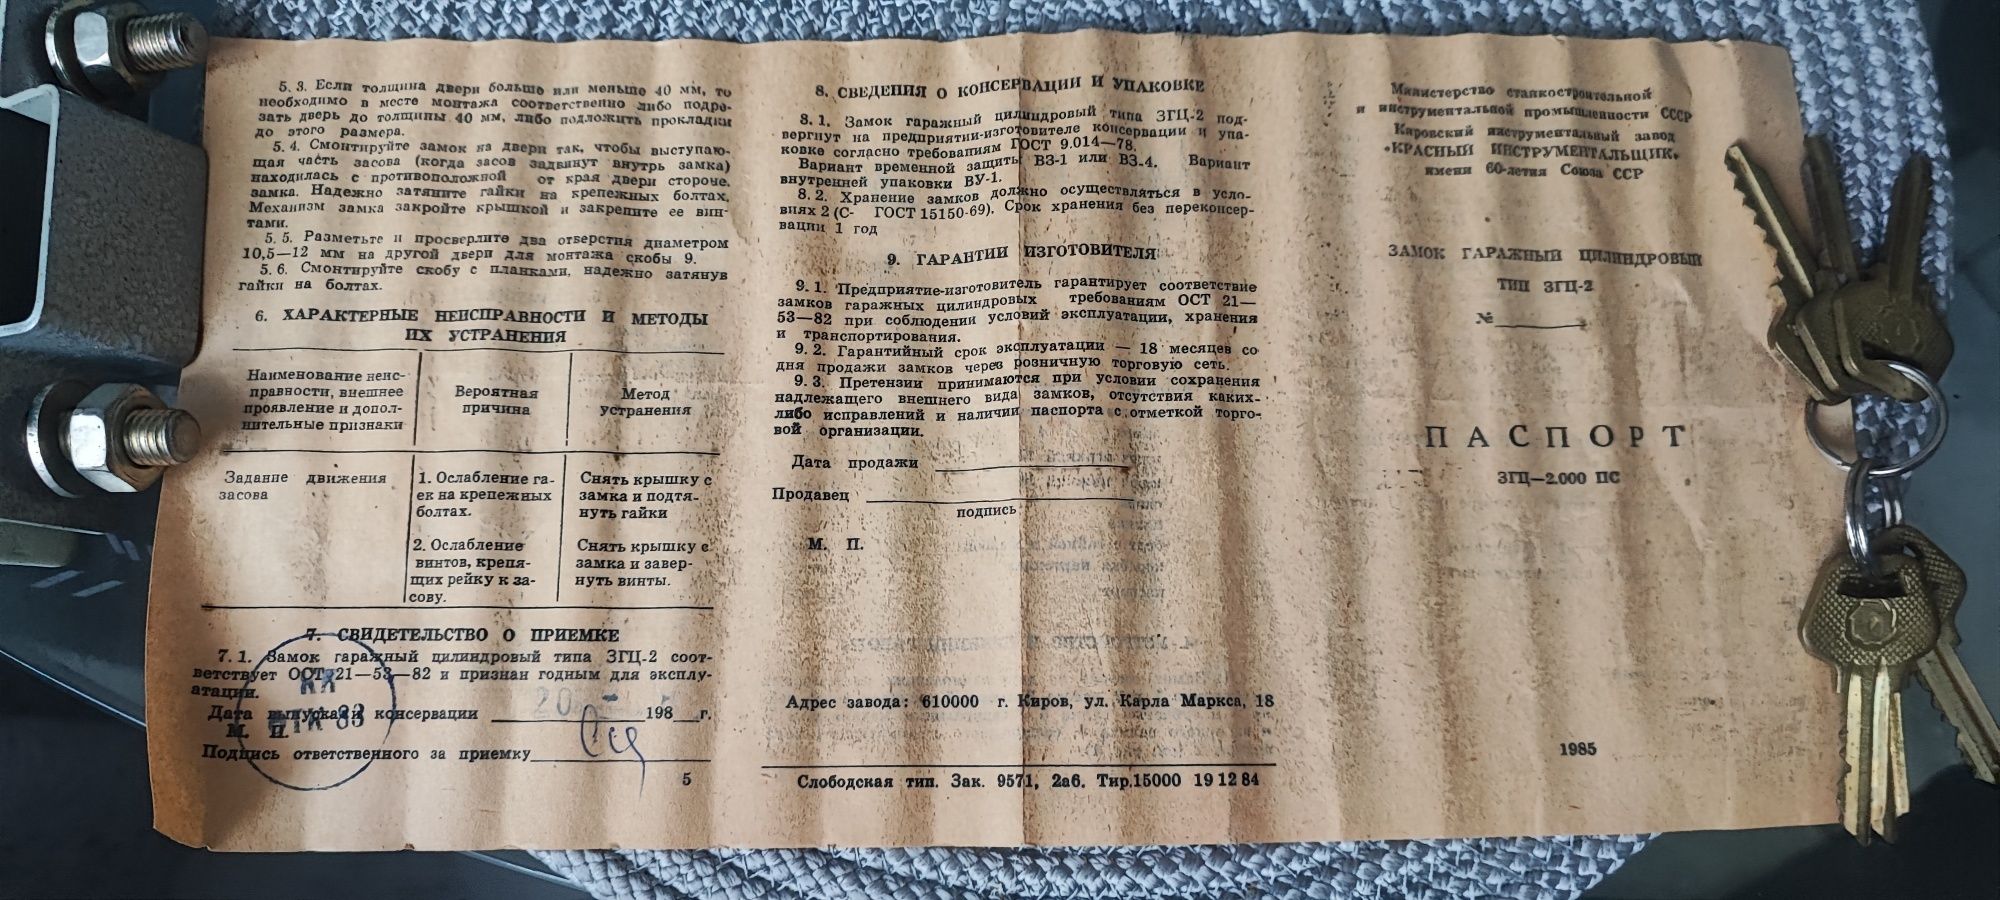 5. 3. Если толщина двери больше или меньше 40 мм, то
необходимо в месте монтажа соответственно либо подре-
зать дверь до толщины 40 мм, либо подложить прокладки
до этого размера.
5. 4. Смонтируйте замок на двери так, чтобы выступаю-
щая часть засова (когда засов задвинут внутрь замка)
находилась с противоположной от края двери стороне.
замка. Надежно затяните гайки на крепежных болтах.
Механизм замка закройте крышкой и закрепите ее вин-
тами.
5. 5. Разметьте и просверлите два отверстия диаметром
10,5—12 мм на другой двери для монтажа скобы 9.
5. 6. Смонтируйте скобу с планками, надежно затянув
гайки на болтах.
6. ХАРАКТЕРНЫЕ НЕИСПРАВНОСТИ И МЕТОДЫ
ИХ УСТРАНЕНИЯ
Наименование неис-
правности, внешнее
проявление и допол-
нительные признаки
Вероятная
причина
Метод
устранения
Задание движения
засова
1. Ослабление га-
ек на крепежных
болтах.
Снять крышку с
замка и подтя-
нуть гайки
2. Ослабление
винтов, крепя-
щих рейку к за-
сову.
Снять крышку с
замка и завер-
нуть винты.
7. СВИДЕТЕЛЬСТВО О ПРИЕМКЕ
7. 1. Замок гаражный цилиндровый типа ЗГЦ-2 соот-
ветствует ОСТ 21—53—82 и признан годным для эксплу-
атации.
Дата выпуска и консервации 198 г.
М. П.
Подпись ответственного за приемку
ОТК 83
5
8. СВЕДЕНИЯ О КОНСЕРВАЦИИ И УПАКОВКЕ
8. 1. Замок гаражный цилиндровый типа ЗГЦ-2 под-
вергнут на предприятии-изготовителе консервации и упа-
ковке согласно требованиям ГОСТ 9.014—78.
Вариант временной защиты ВЗ-1 или ВЗ-4. Вариант
внутренней упаковки ВУ-1.
8. 2. Хранение замков должно осуществляться в усло-
виях 2 (С- ГОСТ 15150-69). Срок хранения без переконсер-
вации 1 год
9. ГАРАНТИИ ИЗГОТОВИТЕЛЯ
9. 1. Предприятие-изготовитель гарантирует соответствие
замков гаражных цилиндровых требованиям ОСТ 21—
53—82 при соблюдении условий эксплуатации, хранения
и транспортирования.
9. 2. Гарантийный срок эксплуатации — 18 месяцев со
дня продажи замков через розничную торговую сеть.
9. 3. Претензии принимаются при условии сохранения
надлежащего внешнего вида замков, отсутствия каких-
либо исправлений и наличии паспорта с отметкой торго-
вой организации.
Дата продажи
Продавец
подпись
М. П.
Адрес завода: 610000 г. Киров, ул. Карла Маркса, 18
Слободская тип. Зак. 9571, 2а6. Тир.15000 19 12 84
Министерство станкостроительной
и инструментальной промышленности СССР
Кировский инструментальный завод
«КРАСНЫЙ ИНСТРУМЕНТАЛЬЩИК»
имени 60-летия Союза ССР
ЗАМОК ГАРАЖНЫЙ ЦИЛИНДРОВЫЙ
ТИП ЗГЦ-2
№
ПАСПОРТ
ЗГЦ—2.000 ПС
1985